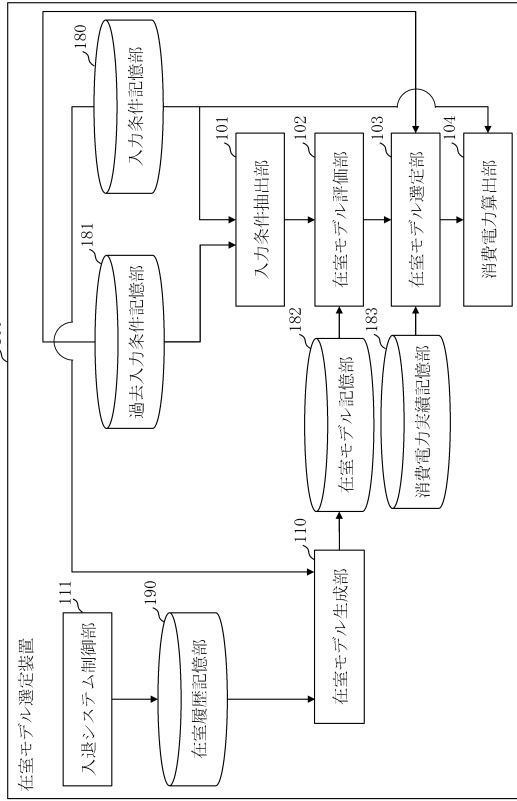 在室モデル選定装置
入退システム制御部
111
在室履歴記憶部
190
在室モデル生成部
110
過去入力条件記憶部
181
入力条件記憶部
180
在室モデル記憶部
182
消費電力実績記憶部
183
入力条件抽出部
101
在室モデル評価部
102
在室モデル選定部
103
消費電力算出部
104